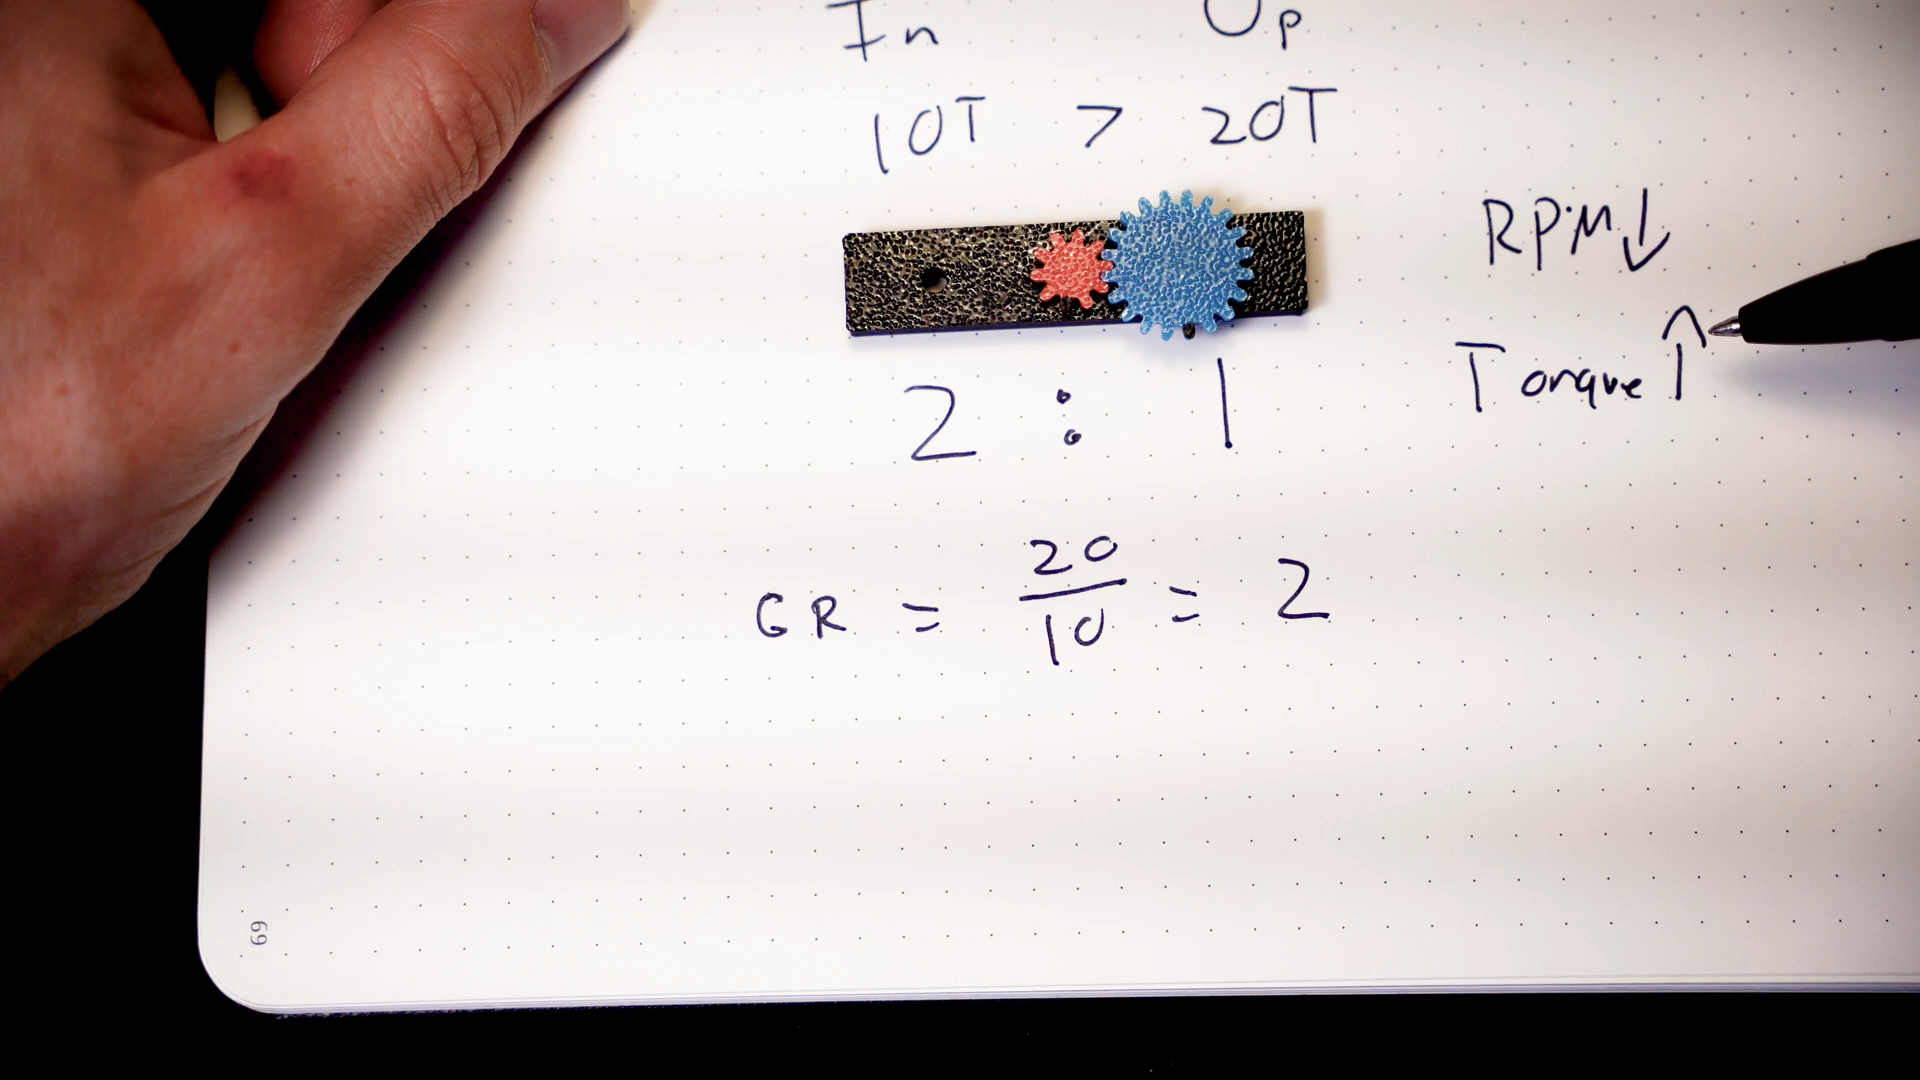 In Op
10T > 20T
RPM↓
Torque↑
2 : 1
GR = 20/10 = 2
69